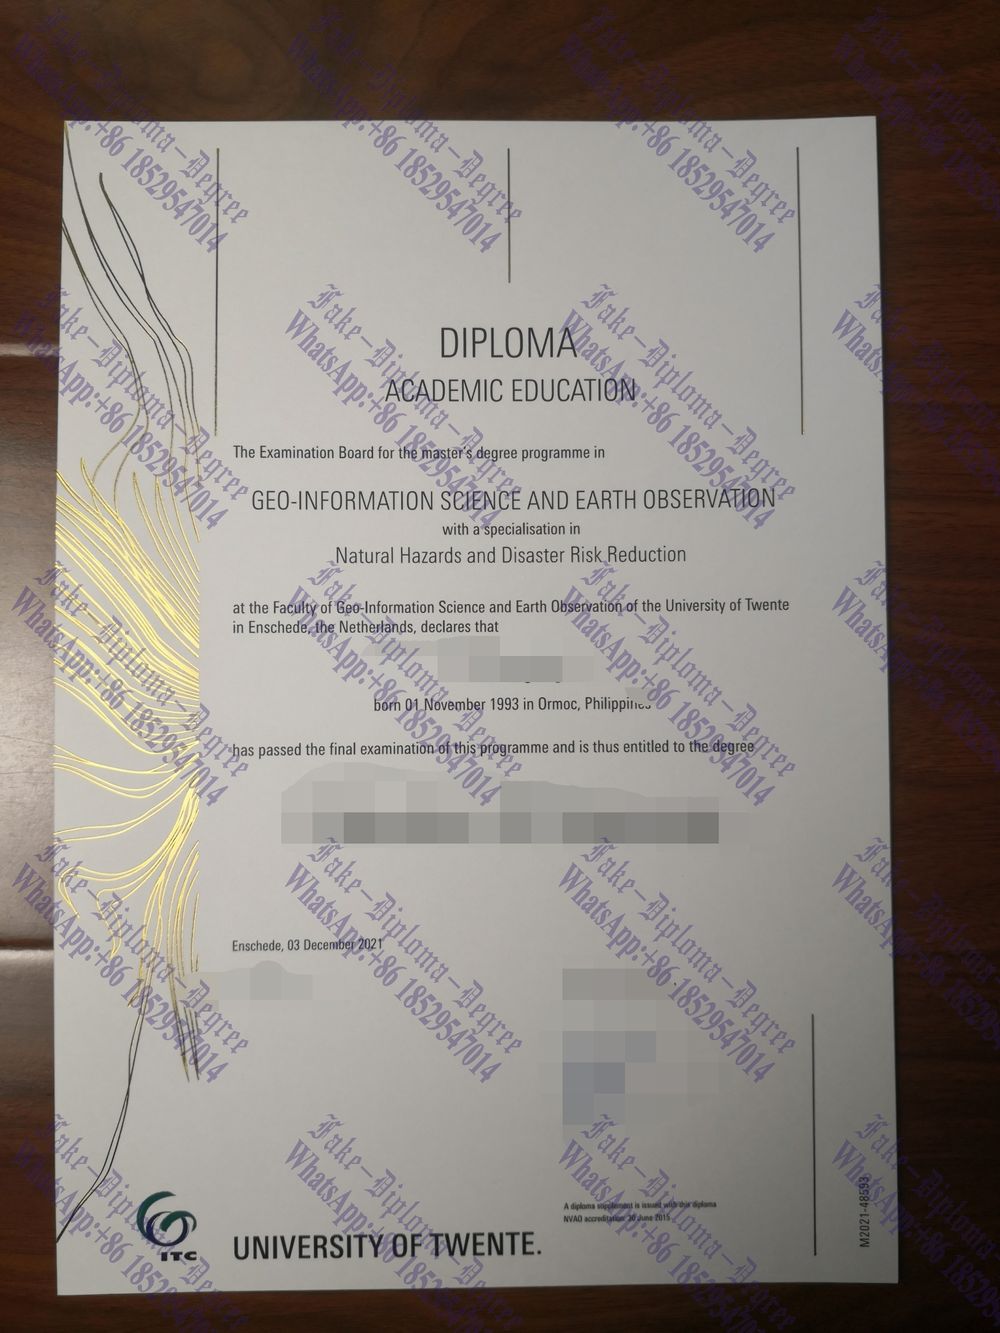 DIPLOMA
ACADEMIC EDUCATION
The Examination Board for the master's degree programme in
GEO-INFORMATION SCIENCE AND EARTH OBSERVATION
with a specialisation in
Natural Hazards and Disaster Risk Reduction
at the Faculty of Geo-Information Science and Earth Observation of the University of Twente
in Enschede, the Netherlands, declares that
born 01 November 1993 in Ormoc, Philippines
has passed the final examination of this programme and is thus entitled to the degree
Enschede, 03 December 2021
A diploma supplement is issued with this diploma
NVAO accreditation: 30 June 2015
M2021-48593
ITC
UNIVERSITY OF TWENTE.
Fake-Diploma-Degree
WhatsApp:+86 18529547014